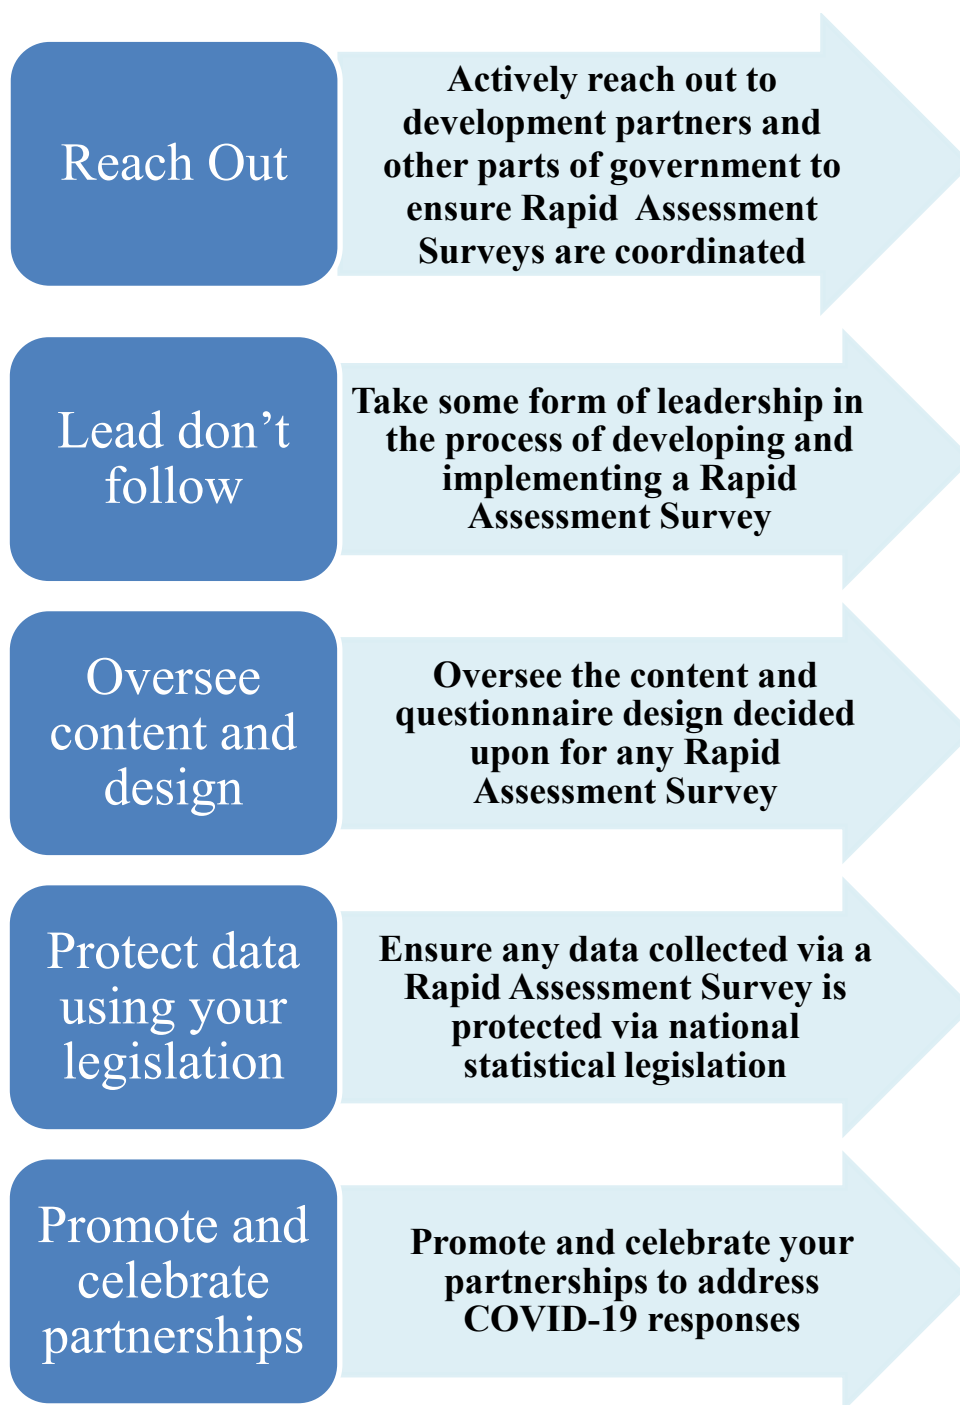 Reach Out
Actively reach out to
development partners and
other parts of government to
ensure Rapid  Assessment
Surveys are coordinated
Lead don’t
follow
Take some form of leadership in
the process of developing and
implementing a Rapid
Assessment Survey
Oversee
content and
design
Oversee the content and
questionnaire design decided
upon for any Rapid
Assessment Survey
Protect data
using your
legislation
Ensure any data collected via a
Rapid Assessment Survey is
protected via national
statistical legislation
Promote and
celebrate
partnerships
Promote and celebrate your
partnerships to address
COVID-19 responses